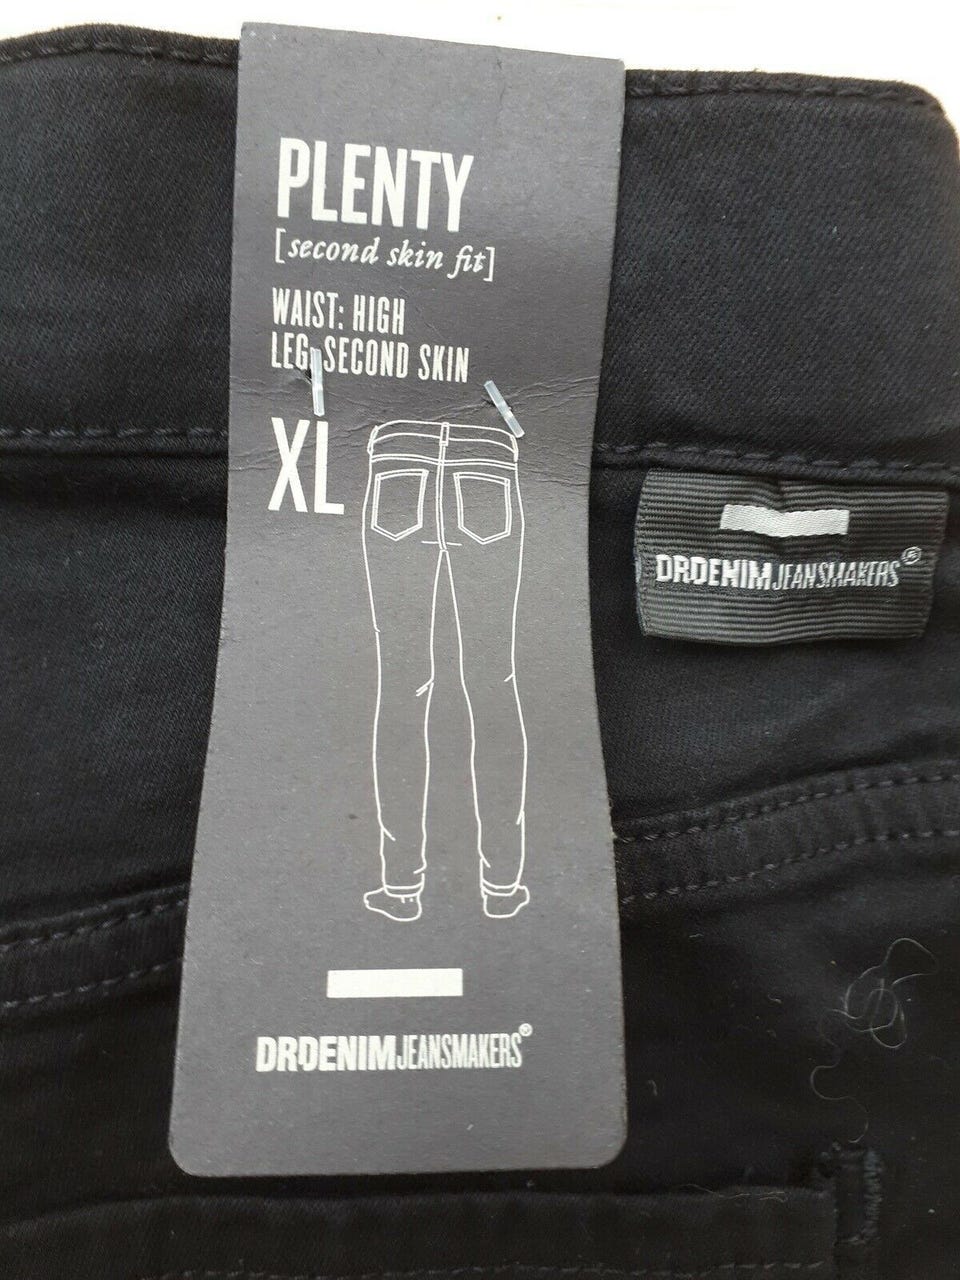 PLENTY
[second skin fit]
WAIST: HIGH
LEG: SECOND SKIN
XL
DRDENIMJEANSMAKERS®
DRDENIMJEANSMAKERS®